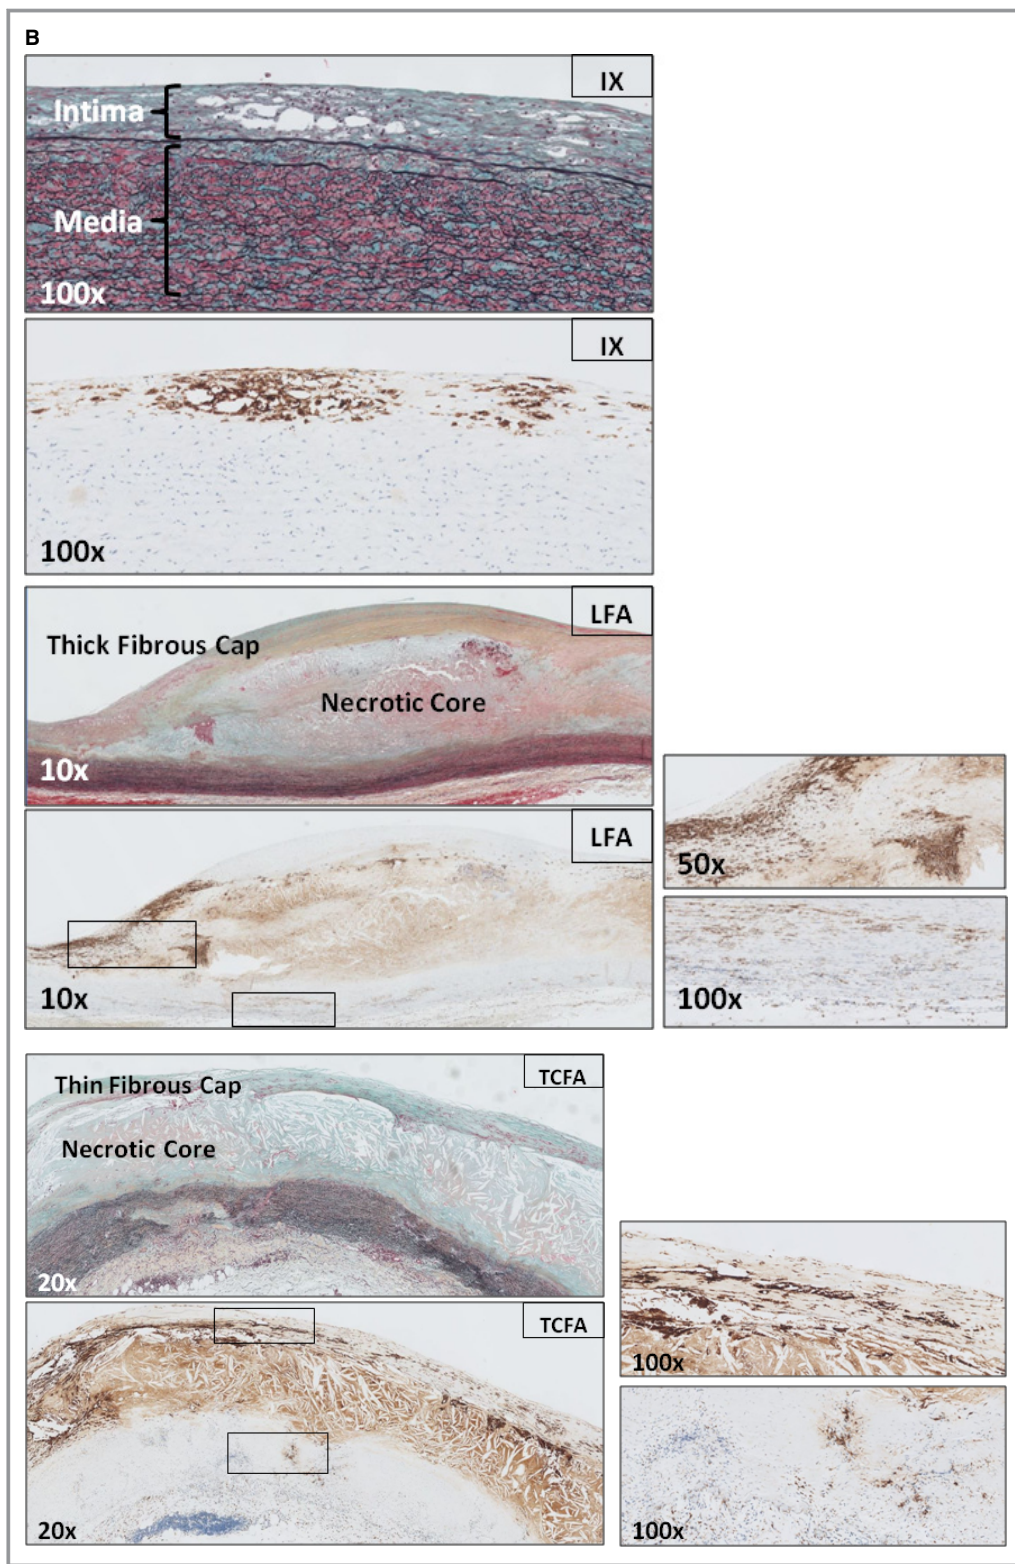 B
IX
Intima
Media
100x
IX
100x
LFA
Thick Fibrous Cap
Necrotic Core
10x
LFA
10x
50x
100x
TCFA
Thin Fibrous Cap
Necrotic Core
20x
TCFA
20x
100x
100x